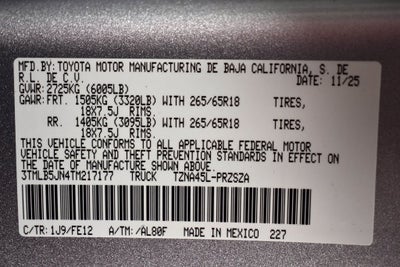 MFD.BY:TOYOTA MOTOR MANUFACTURING DE BAJA CALIFORNIA, S. DE
R.L. DE C.V. DATE: 11/25
GVWR:2725KG (6005LB)
GAWR:FRT. 1505KG (3320LB) WITH 265/65R18 TIRES,
18X7.5J RIMS.
RR. 1405KG (3095LB) WITH 265/65R18 TIRES,
18X7.5J RIMS.
THIS VEHICLE CONFORMS TO ALL APPLICABLE FEDERAL MOTOR
VEHICLE SAFETY AND THEFT PREVENTION STANDARDS IN EFFECT ON
THE DATE OF MANUFACTURE SHOWN ABOVE.
3TMLB5JN4TM217177 TRUCK TZNA45L-PRZSZA
C/TR:1J9/FE12 A/TM:/AL80F MADE IN MEXICO 227